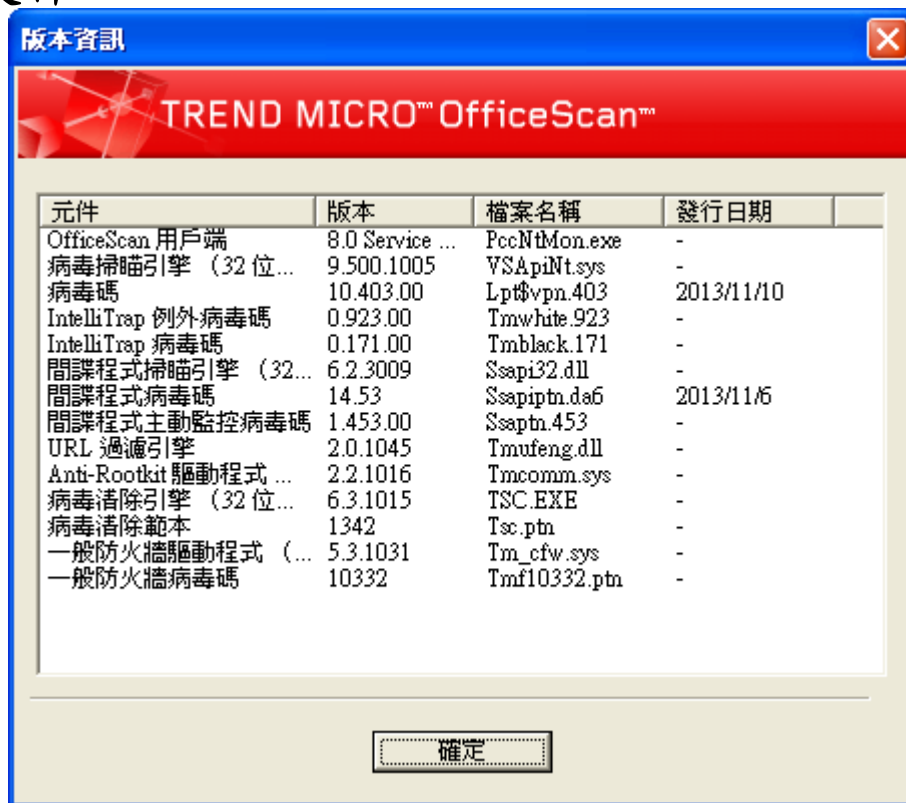 版本資訊
TREND MICRO™ OfficeScan™
元件 版本 檔案名稱 發行日期
OfficeScan 用戶端 8.0 Service ... PccNtMon.exe -
病毒掃瞄引擎 （32 位... 9.500.1005 VSApiNt.sys -
病毒碼 10.403.00 Lpt$vpn.403 2013/11/10
IntelliTrap 例外病毒碼 0.923.00 Tmwhite.923 -
IntelliTrap 病毒碼 0.171.00 Tmblack.171 -
間諜程式掃瞄引擎 （32... 6.2.3009 Ssapi32.dll -
間諜程式病毒碼 14.53 Ssapiptn.da6 2013/11/6
間諜程式主動監控病毒碼 1.453.00 Ssaptn.453 -
URL 過濾引擎 2.0.1045 Tmufeng.dll -
Anti-Rootkit 驅動程式 ... 2.2.1016 Tmcomm.sys -
病毒清除引擎 （32 位... 6.3.1015 TSC.EXE -
病毒清除範本 1342 Tsc.ptn -
一般防火牆驅動程式 （... 5.3.1031 Tm_cfw.sys -
一般防火牆病毒碼 10332 Tmf10332.ptn -
確定